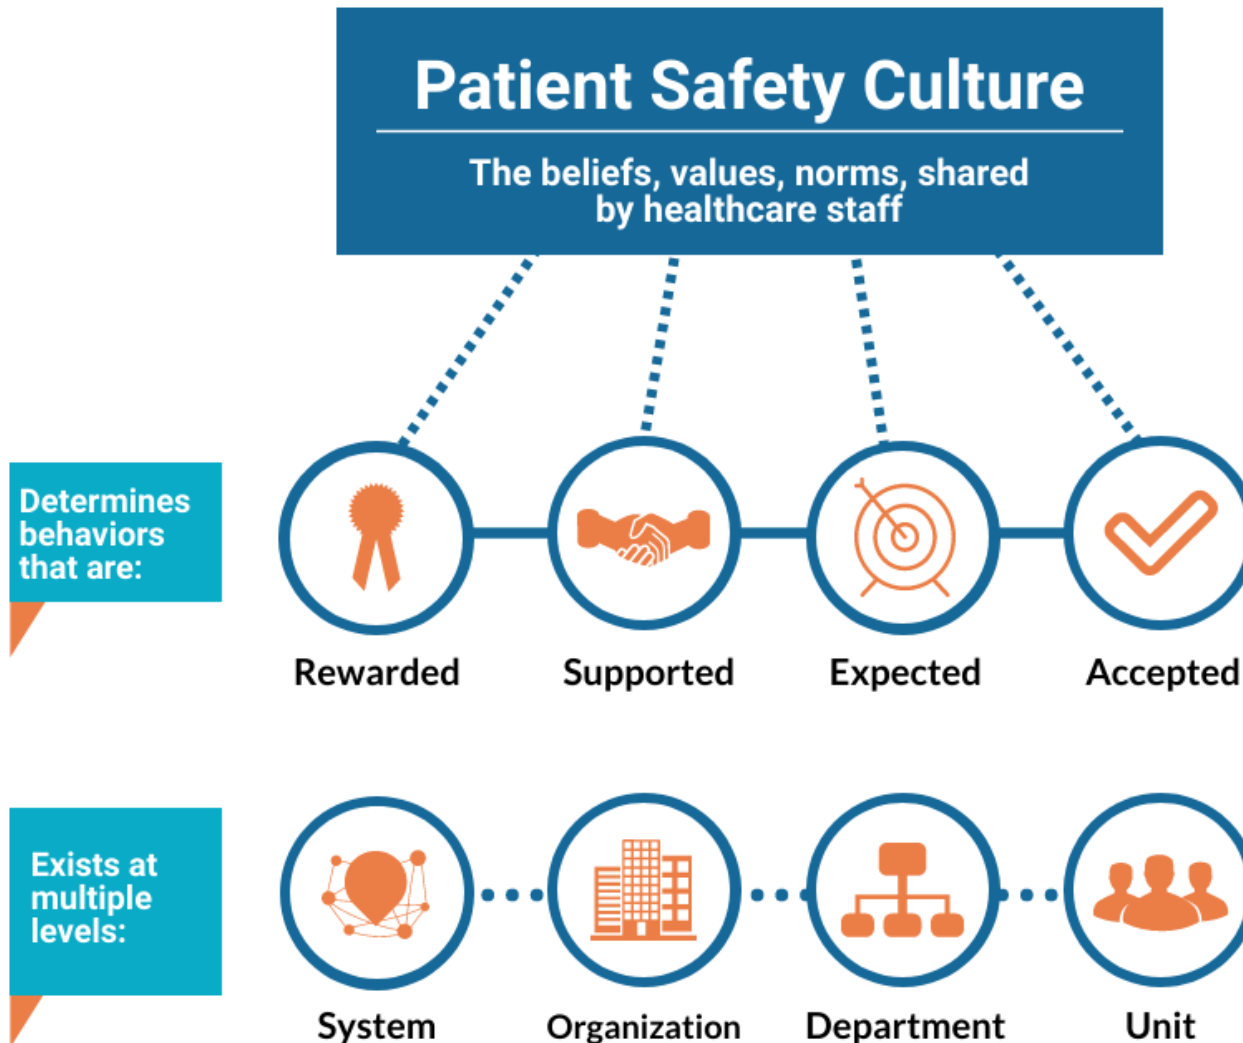 Patient Safety Culture
The beliefs, values, norms, shared
by healthcare staff
Determines
behaviors
that are:
Rewarded
Supported
Expected
Accepted
Exists at
multiple
levels:
System
Organization
Department
Unit